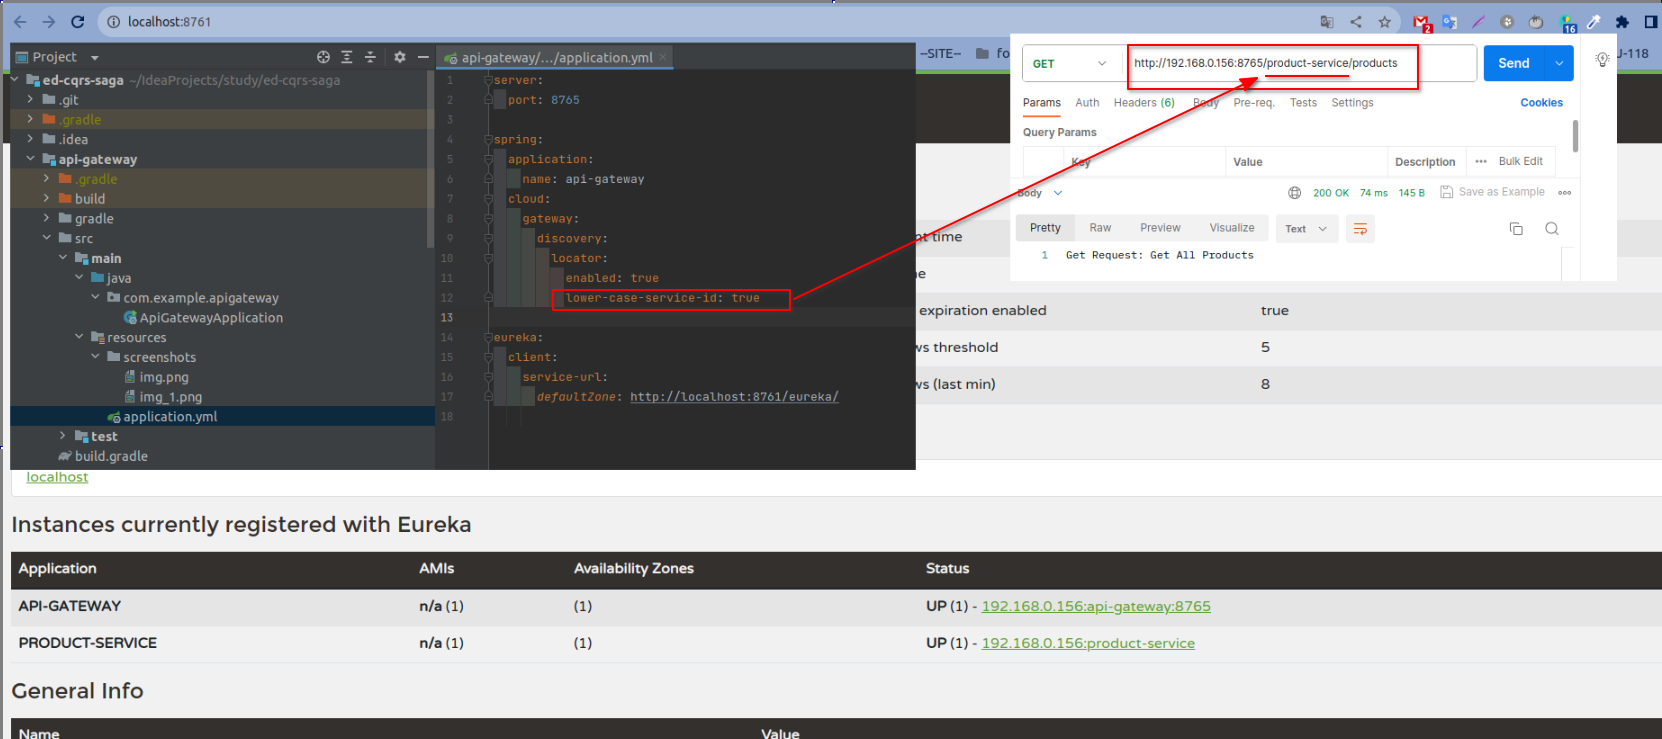 localhost:8761
2
16
Project
api-gateway/.../application.yml
--SITE--
fo
U-118
ed-cqrs-saga ~/IdeaProjects/study/ed-cqrs-saga
.git
.gradle
.idea
api-gateway
.gradle
build
gradle
src
main
java
com.example.apigateway
ApiGatewayApplication
resources
screenshots
img.png
img_1.png
application.yml
test
build.gradle
1 server:
2 port: 8765
3
4 spring:
5 application:
6 name: api-gateway
7 cloud:
8 gateway:
9 discovery:
10 locator:
11 enabled: true
12 lower-case-service-id: true
13
14 eureka:
15 client:
16 service-url:
17 defaultZone: http://localhost:8761/eureka/
18
GET http://192.168.0.156:8765/product-service/products Send
Params Auth Headers (6) Body Pre-req. Tests Settings Cookies
Query Params
Key Value Description Bulk Edit
Body 200 OK 74 ms 145 B Save as Example
Pretty Raw Preview Visualize Text
1 Get Request: Get All Products
nt time
ne
expiration enabled true
ws threshold 5
ws (last min) 8
localhost
Instances currently registered with Eureka
Application AMIs Availability Zones Status
API-GATEWAY n/a (1) (1) UP (1) - 192.168.0.156:api-gateway:8765
PRODUCT-SERVICE n/a (1) (1) UP (1) - 192.168.0.156:product-service
General Info
Name Value